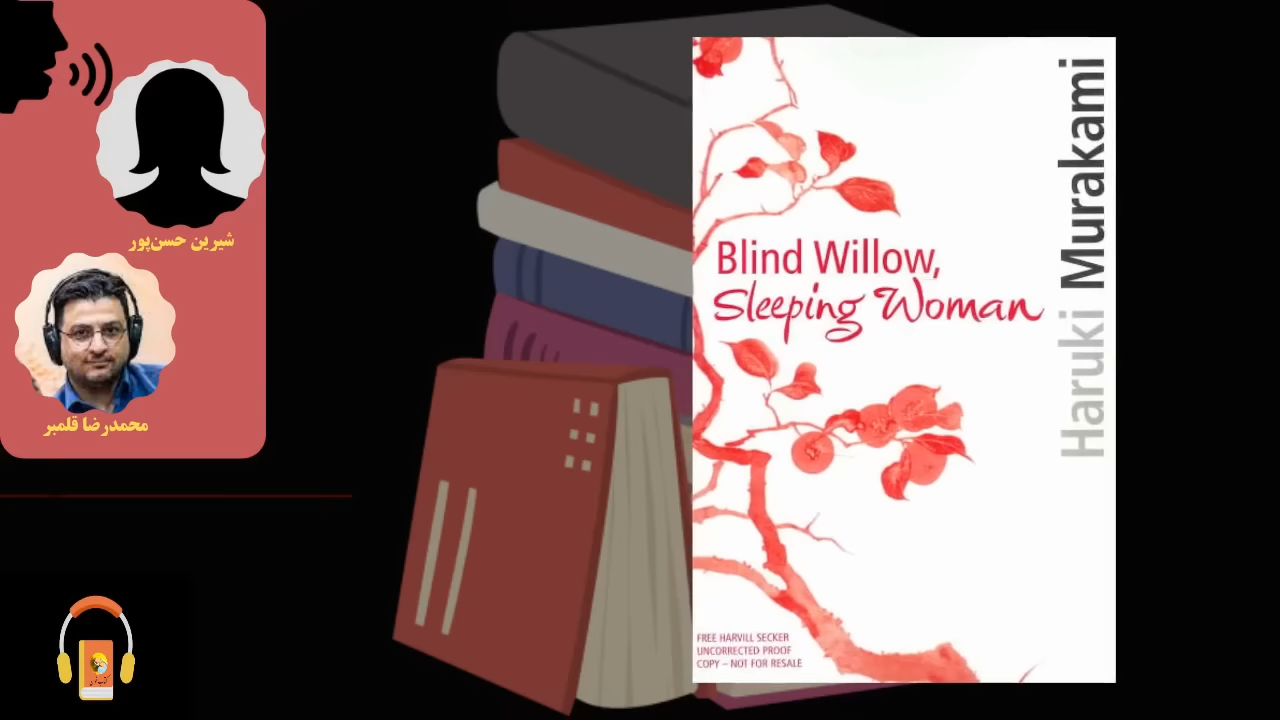 شیرین حسن‌پور
محمدرضا قلمبر
Blind Willow,
Sleeping Woman
Haruki Murakami
FREE HARVILL SECKER
UNCORRECTED PROOF
COPY – NOT FOR RESALE